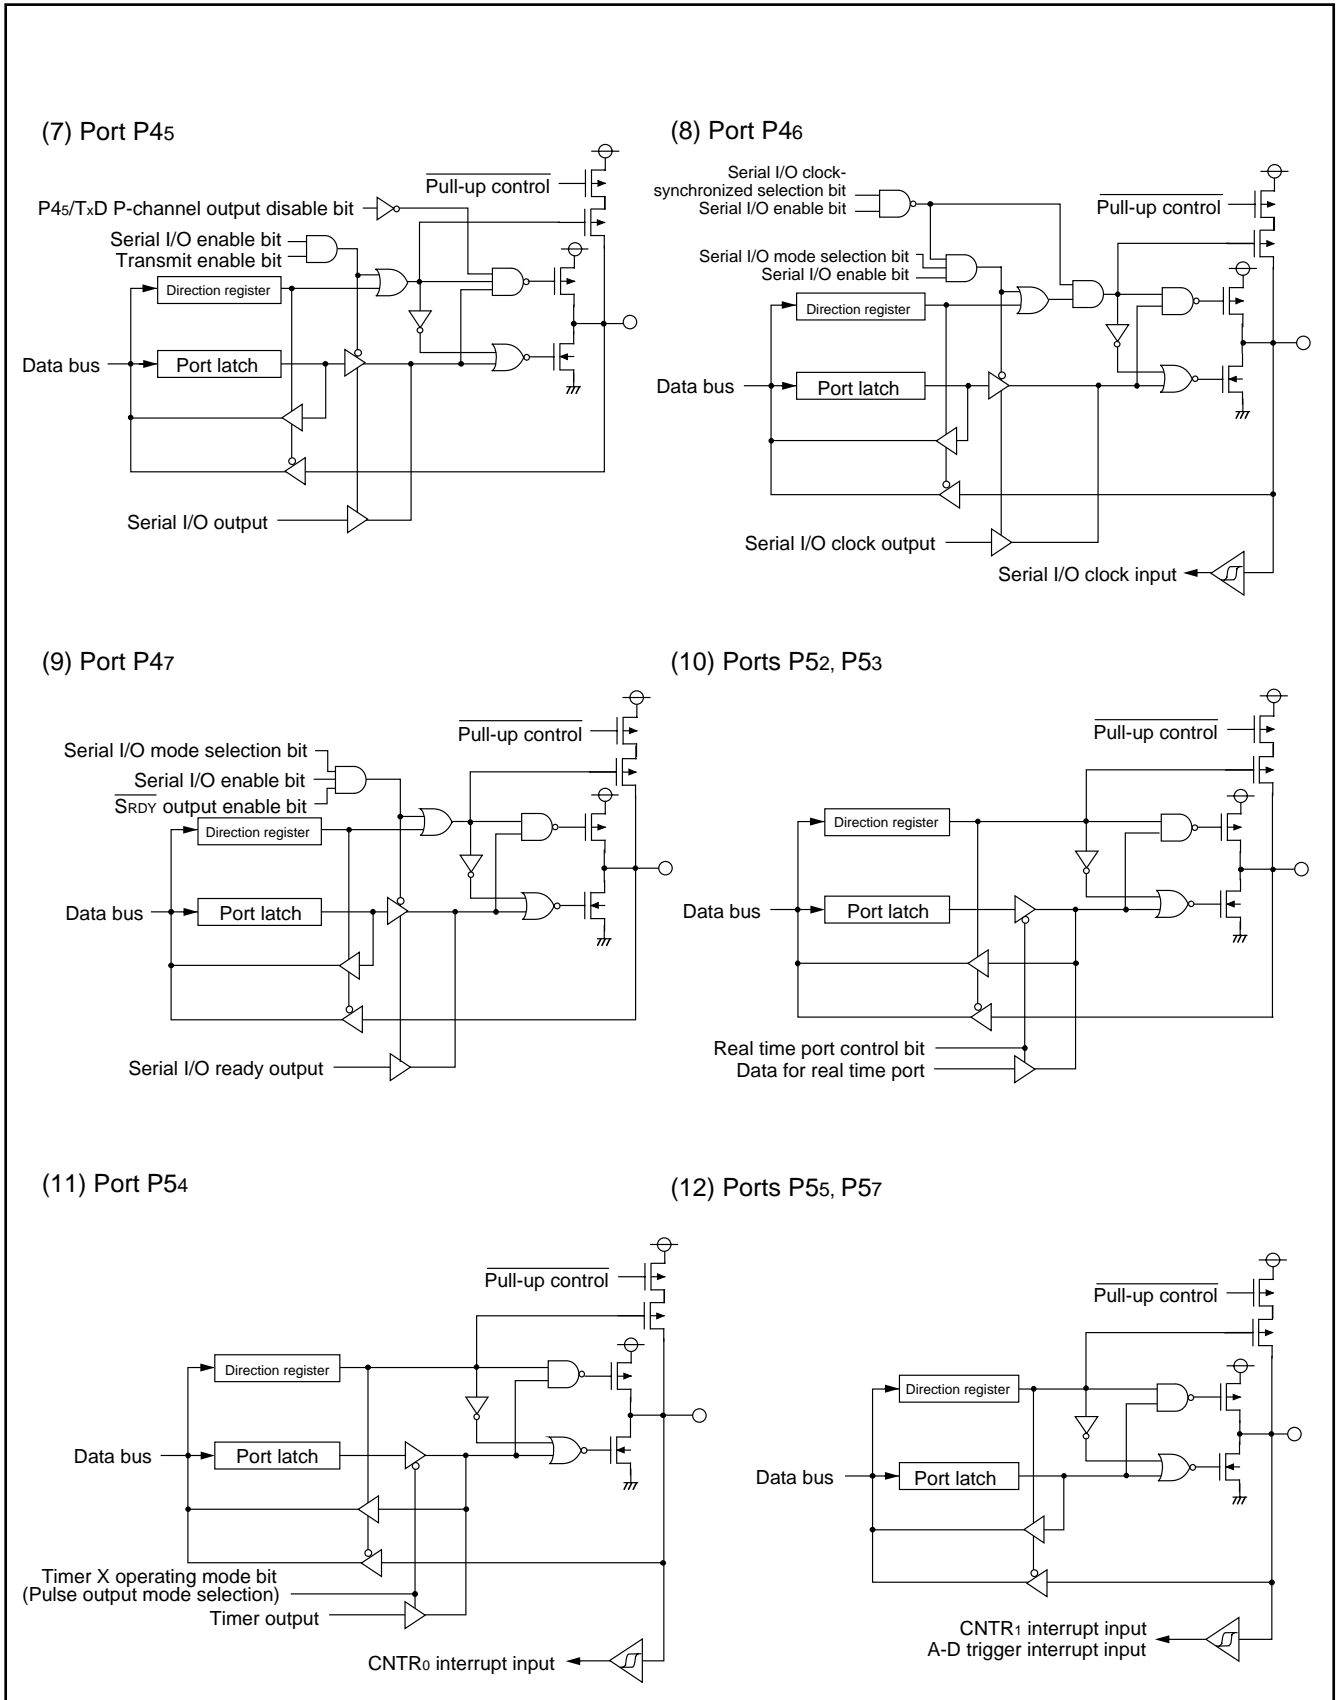 (7) Port P45
Pull-up control
P45/TxD P-channel output disable bit
Serial I/O enable bit
Transmit enable bit
Direction register
Data bus
Port latch
Serial I/O output
(8) Port P46
Serial I/O clock-
synchronized selection bit
Serial I/O enable bit
Pull-up control
Serial I/O mode selection bit
Serial I/O enable bit
Direction register
Data bus
Port latch
Serial I/O clock output
Serial I/O clock input
(9) Port P47
Pull-up control
Serial I/O mode selection bit
Serial I/O enable bit
SRDY output enable bit
Direction register
Data bus
Port latch
Serial I/O ready output
(10) Ports P52, P53
Pull-up control
Direction register
Data bus
Port latch
Real time port control bit
Data for real time port
(11) Port P54
Pull-up control
Direction register
Data bus
Port latch
Timer X operating mode bit
(Pulse output mode selection)
Timer output
CNTR0 interrupt input
(12) Ports P55, P57
Pull-up control
Direction register
Data bus
Port latch
CNTR1 interrupt input
A-D trigger interrupt input